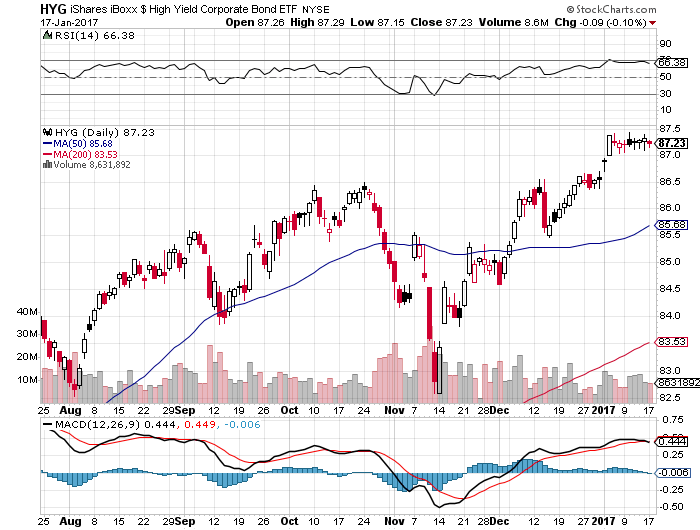 HYG iShares iBoxx $ High Yield Corporate Bond ETF NYSE © StockCharts.com
17-Jan-2017 Open 87.26 High 87.29 Low 87.15 Close 87.23 Volume 8.6M Chg -0.09 (-0.10%)
RSI(14) 66.38
90
70
66.38
50
30
10
HYG (Daily) 87.23
MA(50) 85.68
MA(200) 83.53
Volume 8,631,892
87.5
87.23
87.0
86.5
86.0
85.68
85.5
85.0
84.5
84.0
83.53
83.0
8631892
82.5
40M
30M
20M
10M
25 Aug 8 15 22 29 Sep 12 19 26 Oct 10 17 24 Nov 7 14 21 28 Dec 12 19 27 2017 9 17
MACD(12,26,9) 0.444, 0.449, -0.006
0.75
0.444
0.25
-0.006
-0.25
-0.50
25 Aug 8 15 22 29 Sep 12 19 26 Oct 10 17 24 Nov 7 14 21 28 Dec 12 19 27 2017 9 17